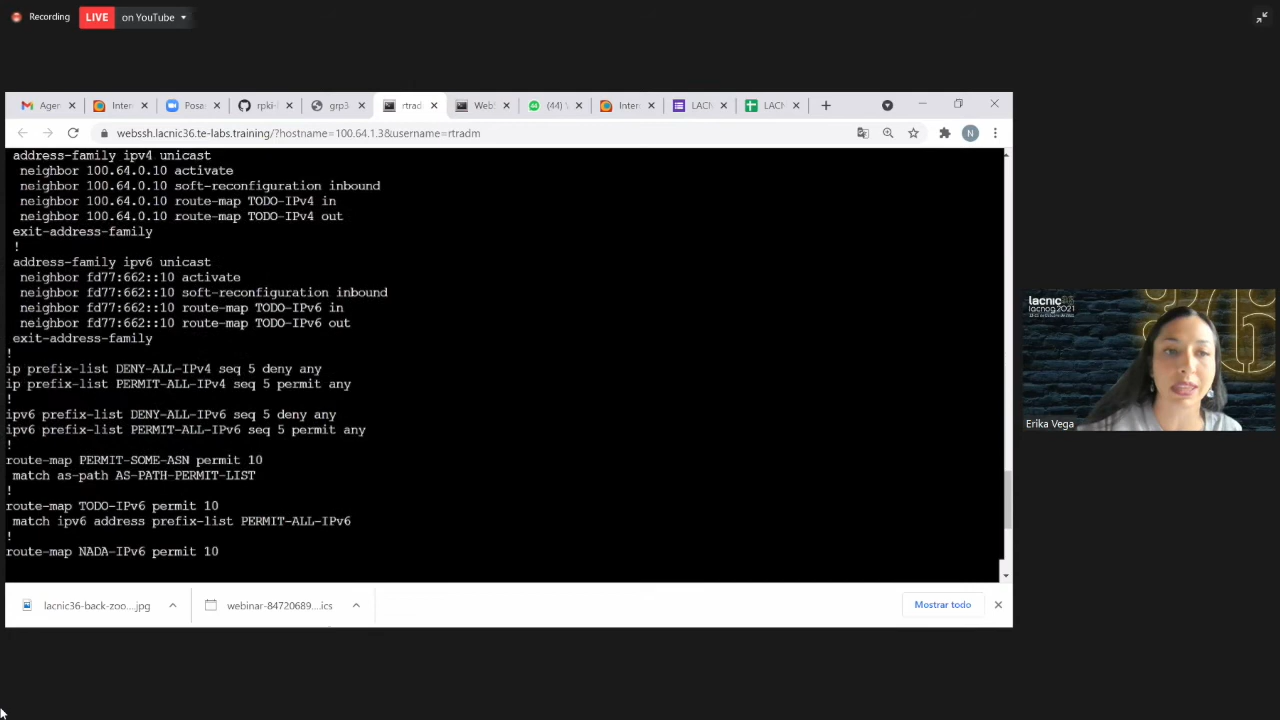 Recording
LIVE on YouTube
Agen
Intern
Posa
rpki-l
grp3
rtrad
WebS
(44) V
Intern
LACN
LACN
webssh.lacnic36.te-labs.training/?hostname=100.64.1.3&username=rtradm
N
address-family ipv4 unicast
neighbor 100.64.0.10 activate
neighbor 100.64.0.10 soft-reconfiguration inbound
neighbor 100.64.0.10 route-map TODO-IPv4 in
neighbor 100.64.0.10 route-map TODO-IPv4 out
exit-address-family
!
address-family ipv6 unicast
neighbor fd77:662::10 activate
neighbor fd77:662::10 soft-reconfiguration inbound
neighbor fd77:662::10 route-map TODO-IPv6 in
neighbor fd77:662::10 route-map TODO-IPv6 out
exit-address-family
!
ip prefix-list DENY-ALL-IPv4 seq 5 deny any
ip prefix-list PERMIT-ALL-IPv4 seq 5 permit any
!
ipv6 prefix-list DENY-ALL-IPv6 seq 5 deny any
ipv6 prefix-list PERMIT-ALL-IPv6 seq 5 permit any
!
route-map PERMIT-SOME-ASN permit 10
match as-path AS-PATH-PERMIT-LIST
!
route-map TODO-IPv6 permit 10
match ipv6 address prefix-list PERMIT-ALL-IPv6
!
route-map NADA-IPv6 permit 10
lacnic36-back-zoo....jpg
webinar-84720689....ics
Mostrar todo
lacnic36
lacnog2021
Erika Vega